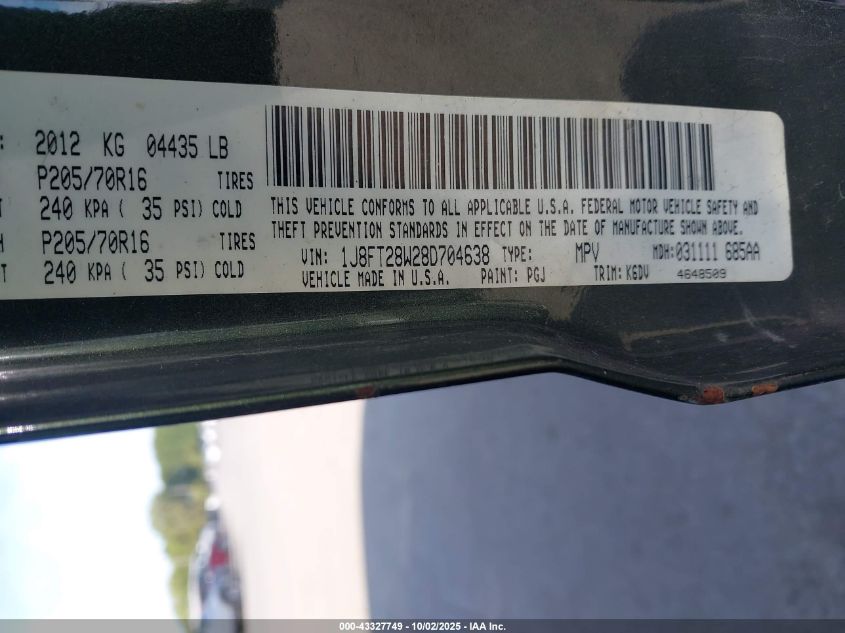 : 2012 KG 04435 LB
P205/70R16 TIRES
T 240 KPA ( 35 PSI) COLD
H P205/70R16 TIRES
T 240 KPA ( 35 PSI) COLD
THIS VEHICLE CONFORMS TO ALL APPLICABLE U.S.A. FEDERAL MOTOR VEHICLE SAFETY AND
THEFT PREVENTION STANDARDS IN EFFECT ON THE DATE OF MANUFACTURE SHOWN ABOVE.
VIN: 1J8FT28W28D704638 TYPE: MPV MDH:031111 685AA
VEHICLE MADE IN U.S.A. PAINT: PGJ TRIM: K6DV 4648509
000-43327749 - 10/02/2025 - IAA Inc.